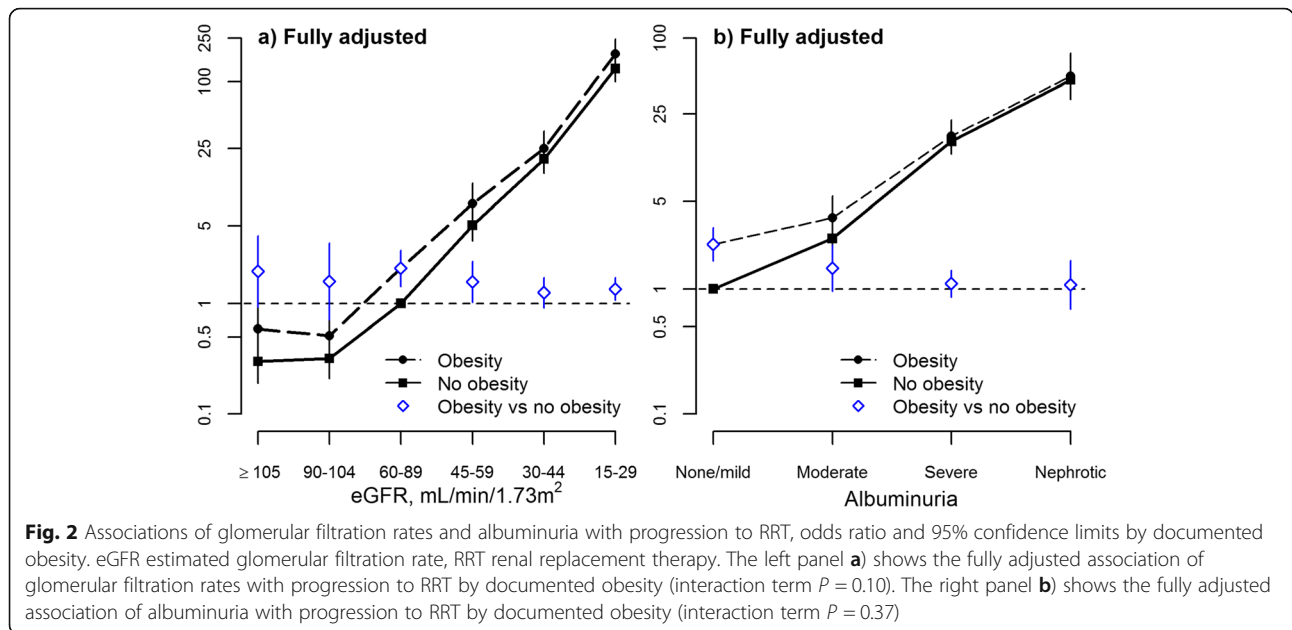 a) Fully adjusted
250
100
25
5
1
0.5
0.1
Obesity
No obesity
Obesity vs no obesity
≥ 105 90-104 60-89 45-59 30-44 15-29
eGFR, mL/min/1.73m²
b) Fully adjusted
100
25
5
1
0.5
0.1
Obesity
No obesity
Obesity vs no obesity
None/mild Moderate Severe Nephrotic
Albuminuria
Fig. 2 Associations of glomerular filtration rates and albuminuria with progression to RRT, odds ratio and 95% confidence limits by documented
obesity. eGFR estimated glomerular filtration rate, RRT renal replacement therapy. The left panel a) shows the fully adjusted association of
glomerular filtration rates with progression to RRT by documented obesity (interaction term P = 0.10). The right panel b) shows the fully adjusted
association of albuminuria with progression to RRT by documented obesity (interaction term P = 0.37)